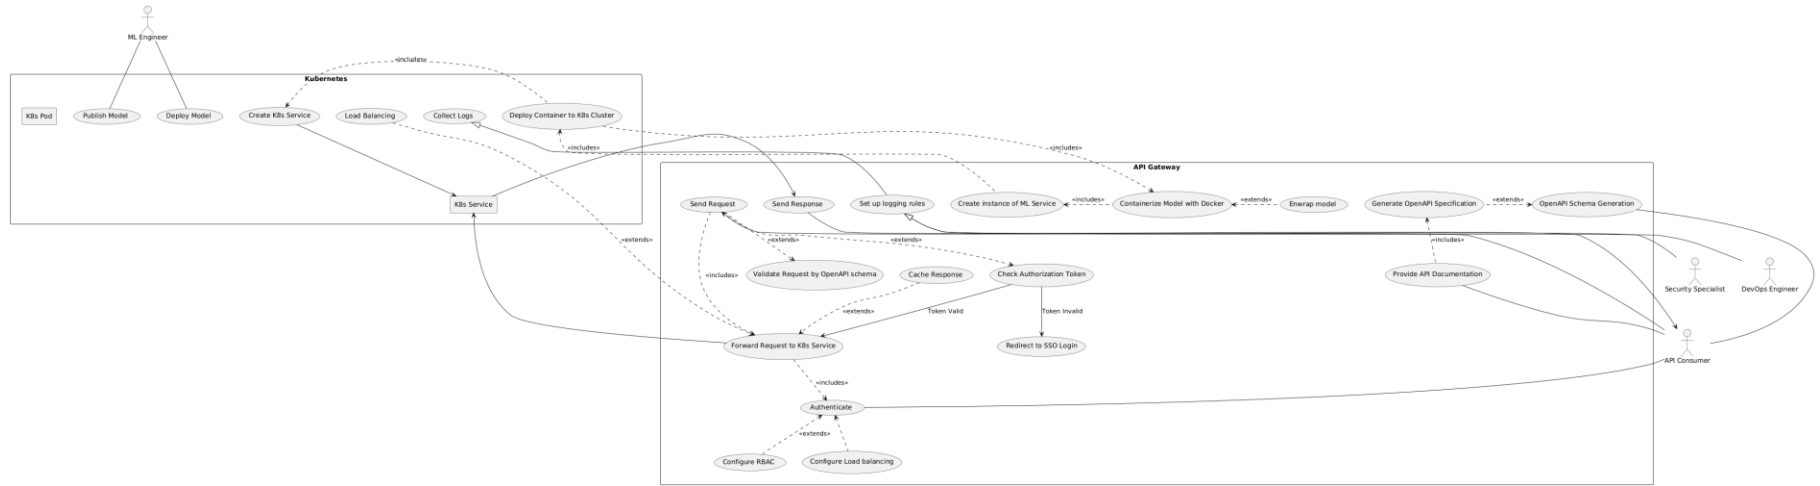 ML Engineer
«includes»
Kubernetes
K8s Pod
Publish Model
Deploy Model
Create K8s Service
Load Balancing
Collect Logs
Deploy Container to K8s Cluster
«includes»
«includes»
API Gateway
K8s Service
Send Request
Send Response
Set up logging rules
Create instance of ML Service
«includes»
Containerize Model with Docker
«extends»
Enwrap model
Generate OpenAPI Specification
«extends»
OpenAPI Schema Generation
«extends»
«extends»
«extends»
«includes»
«includes»
Validate Request by OpenAPI schema
Cache Response
Check Authorization Token
Provide API Documentation
Security Specialist
DevOps Engineer
«extends»
Token Valid
Token Invalid
Forward Request to K8s Service
Redirect to SSO Login
API Consumer
«includes»
Authenticate
«extends»
Configure RBAC
Configure Load balancing